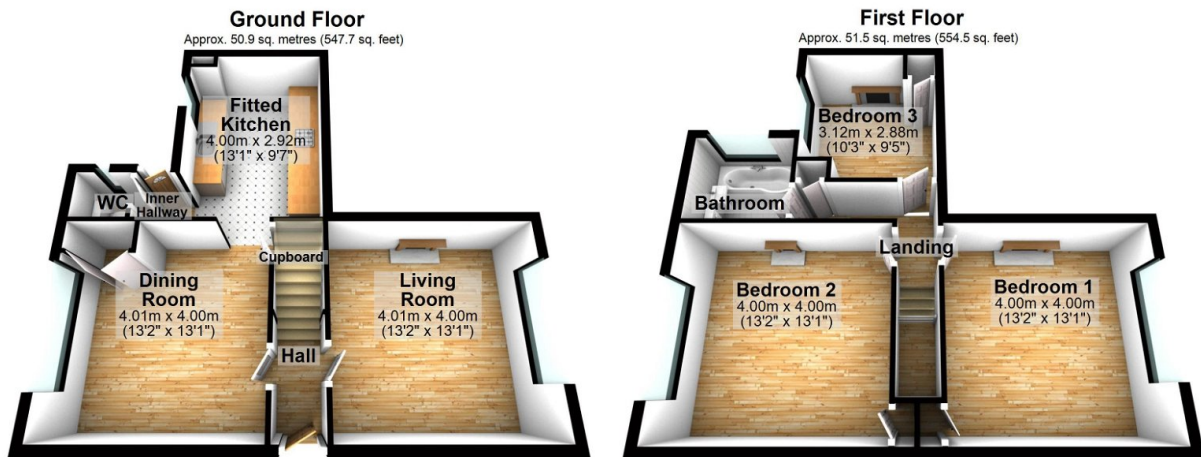 Ground Floor
Approx. 50.9 sq. metres (547.7 sq. feet)
Fitted
Kitchen
4.00m x 2.92m
(13'1" x 9'7")
WC
Inner
Hallway
Cupboard
Dining
Room
4.01m x 4.00m
(13'2" x 13'1")
Living
Room
4.01m x 4.00m
(13'2" x 13'1")
Hall
First Floor
Approx. 51.5 sq. metres (554.5 sq. feet)
Bedroom 3
3.12m x 2.88m
(10'3" x 9'5")
Bathroom
Landing
Bedroom 2
4.00m x 4.00m
(13'2" x 13'1")
Bedroom 1
4.00m x 4.00m
(13'2" x 13'1")